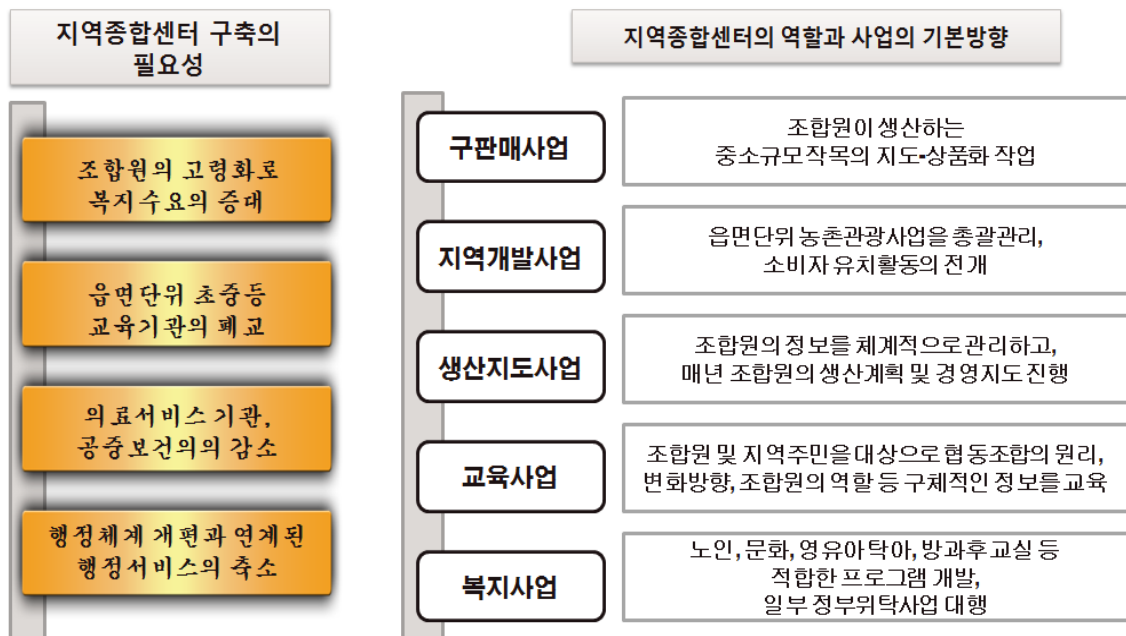 지역종합센터 구축의
필요성
조합원의 고령화로
복지수요의 증대
읍면단위 초중등
교육기관의 폐교
의료서비스 기관,
공중보건의의 감소
행정체계 개편과 연계된
행정서비스의 축소
지역종합센터의 역할과 사업의 기본방향
구판매사업
조합원이 생산하는
중소규모작목의 지도-상품화 작업
지역개발사업
읍면단위 농촌관광사업을 총괄관리,
소비자 유치활동의 전개
생산지도사업
조합원의 정보를 체계적으로 관리하고,
매년 조합원의 생산계획 및 경영지도 진행
교육사업
조합원 및 지역주민을 대상으로 협동조합의 원리,
변화방향, 조합원의 역할 등 구체적인 정보를 교육
복지사업
노인, 문화, 영유아탁아, 방과후 교실 등
적합한 프로그램 개발,
일부 정부위탁사업 대행